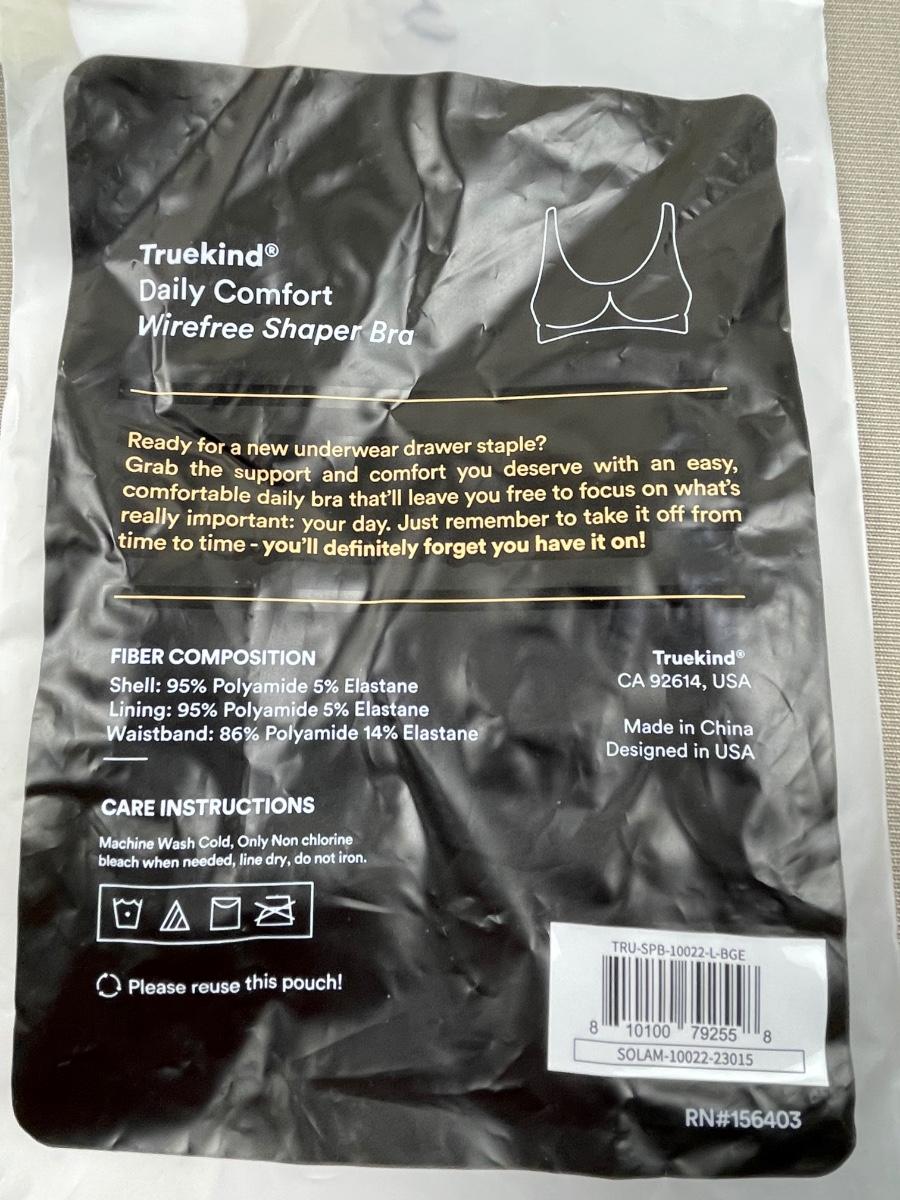 Truekind®
Daily Comfort
Wirefree Shaper Bra
Ready for a new underwear drawer staple?
Grab the support and comfort you deserve with an easy,
comfortable daily bra that'll leave you free to focus on what's
really important: your day. Just remember to take it off from
time to time - you'll definitely forget you have it on!
FIBER COMPOSITION
Shell: 95% Polyamide 5% Elastane
Lining: 95% Polyamide 5% Elastane
Waistband: 86% Polyamide 14% Elastane
Truekind®
CA 92614, USA
Made in China
Designed in USA
CARE INSTRUCTIONS
Machine Wash Cold, Only Non chlorine
bleach when needed, line dry, do not iron.
Please reuse this pouch!
TRU-SPB-10022-L-BGE
8 10100 79255 8
SOLAM-10022-23015
RN#156403